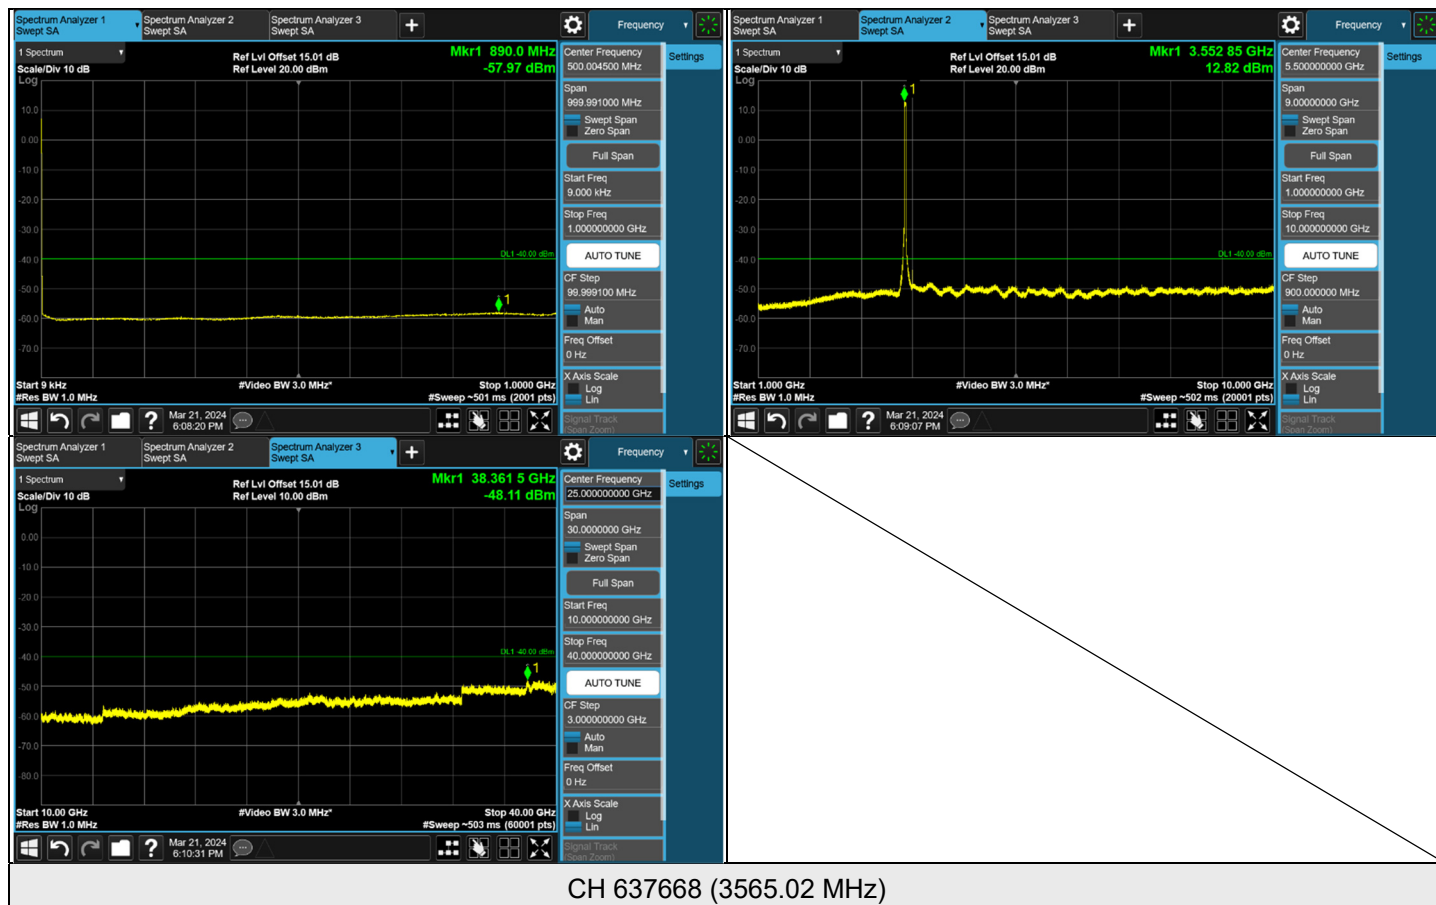 Spectrum Analyzer 1
Swept SA
Spectrum Analyzer 2
Swept SA
Spectrum Analyzer 3
Swept SA
+
Frequency
1 Spectrum
Scale/Div 10 dB
Log
Ref Lvl Offset 15.01 dB
Ref Level 20.00 dBm
Mkr1 890.0 MHz
-57.97 dBm
10.0
0.00
-10.0
-20.0
-30.0
-40.0
-50.0
-60.0
-70.0
DL1 -40.00 dBm
1
Start 9 kHz
#Res BW 1.0 MHz
#Video BW 3.0 MHz*
Stop 1.0000 GHz
#Sweep ~501 ms (2001 pts)
Center Frequency
500.004500 MHz
Span
999.991000 MHz
Swept Span
Zero Span
Full Span
Start Freq
9.000 kHz
Stop Freq
1.000000000 GHz
AUTO TUNE
CF Step
99.999100 MHz
Auto
Man
Freq Offset
0 Hz
X Axis Scale
Log
Lin
Signal Track
(Span Zoom)
Settings
?
Mar 21, 2024
6:08:20 PM
Spectrum Analyzer 1
Swept SA
Spectrum Analyzer 2
Swept SA
Spectrum Analyzer 3
Swept SA
+
Frequency
1 Spectrum
Scale/Div 10 dB
Log
Ref Lvl Offset 15.01 dB
Ref Level 20.00 dBm
Mkr1 3.552 85 GHz
12.82 dBm
10.0
0.00
-10.0
-20.0
-30.0
-40.0
-50.0
-60.0
-70.0
DL1 -40.00 dBm
1
Start 1.000 GHz
#Res BW 1.0 MHz
#Video BW 3.0 MHz*
Stop 10.000 GHz
#Sweep ~502 ms (20001 pts)
Center Frequency
5.500000000 GHz
Span
9.00000000 GHz
Swept Span
Zero Span
Full Span
Start Freq
1.000000000 GHz
Stop Freq
10.000000000 GHz
AUTO TUNE
CF Step
900.000000 MHz
Auto
Man
Freq Offset
0 Hz
X Axis Scale
Log
Lin
Signal Track
(Span Zoom)
Settings
?
Mar 21, 2024
6:09:07 PM
Spectrum Analyzer 1
Swept SA
Spectrum Analyzer 2
Swept SA
Spectrum Analyzer 3
Swept SA
+
Frequency
1 Spectrum
Scale/Div 10 dB
Log
Ref Lvl Offset 15.01 dB
Ref Level 10.00 dBm
Mkr1 38.361 5 GHz
-48.11 dBm
0.00
-10.0
-20.0
-30.0
-40.0
-50.0
-60.0
-70.0
-80.0
DL1 -40.00 dBm
1
Start 10.00 GHz
#Res BW 1.0 MHz
#Video BW 3.0 MHz*
Stop 40.00 GHz
#Sweep ~503 ms (60001 pts)
Center Frequency
25.000000000 GHz
Span
30.0000000 GHz
Swept Span
Zero Span
Full Span
Start Freq
10.000000000 GHz
Stop Freq
40.000000000 GHz
AUTO TUNE
CF Step
3.000000000 GHz
Auto
Man
Freq Offset
0 Hz
X Axis Scale
Log
Lin
Signal Track
(Span Zoom)
Settings
?
Mar 21, 2024
6:10:31 PM
CH 637668 (3565.02 MHz)